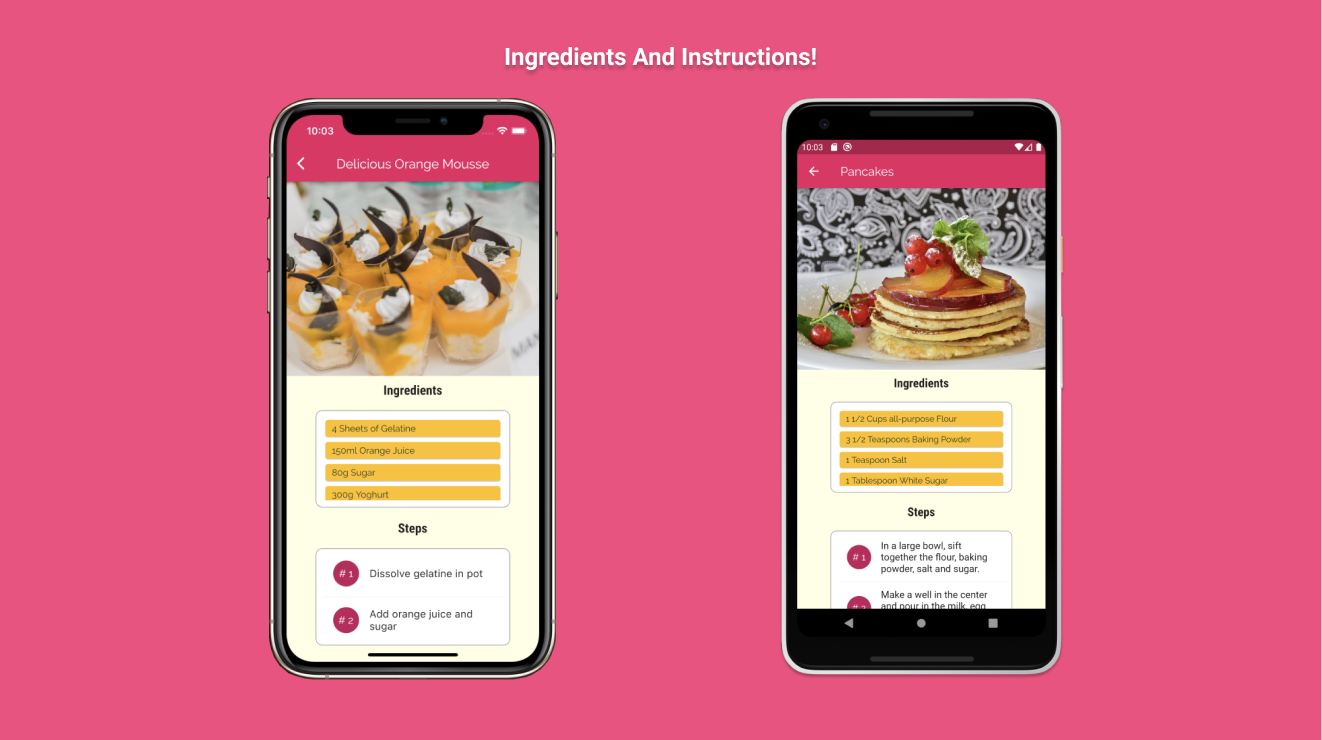 Ingredients And Instructions!
10:03
Delicious Orange Mousse
Ingredients
4 Sheets of Gelatine
150ml Orange Juice
80g Sugar
300g Yoghurt
Steps
# 1
Dissolve gelatine in pot
# 2
Add orange juice and
sugar
10:03
Pancakes
Ingredients
1 1/2 Cups all-purpose Flour
3 1/2 Teaspoons Baking Powder
1 Teaspoon Salt
1 Tablespoon White Sugar
Steps
# 1
In a large bowl, sift
together the flour, baking
powder, salt and sugar.
# 2
Make a well in the center
and pour in the milk, egg